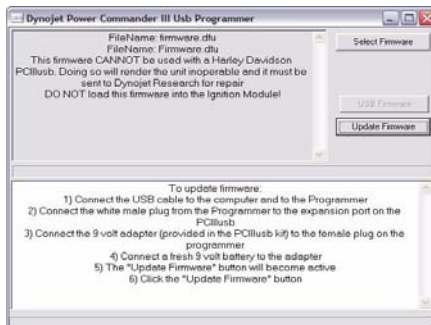 Dynojet Power Commander III Usb Programmer
FileName: firmware.dfu
FileName: Firmware.dfu
This firmware CANNOT be used with a Harley Davidson
PCIIIusb. Doing so will render the unit inoperable and it must be
sent to Dynojet Research for repair
DO NOT load this firmware into the Ignition Module!
Select Firmware
USB Firmware
Update Firmware
To update firmware:
1) Connect the USB cable to the computer and to the Programmer
2) Connect the white male plug from the Programmer to the expansion port on the
PCIIIusb
3) Connect the 9 volt adapter (provided in the PCIIIusb kit) to the female plug on the
programmer
4) Connect a fresh 9 volt battery to the adapter
5) The "Update Firmware" button will become active
6) Click the "Update Firmware" button